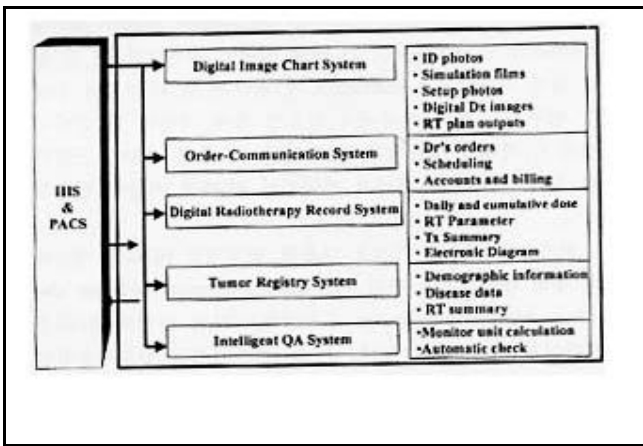 HIS
&
PACS
Digital Image Chart System
• ID photos
• Simulation films
• Setup photos
• Digital Dx images
• RT plan outputs
Order-Communication System
• Dr's orders
• Scheduling
• Accounts and billing
Digital Radiotherapy Record System
• Daily and cumulative dose
• RT Parameter
• Tx Summary
• Electronic Diagram
Tumor Registry System
• Demographic information
• Disease data
• RT summary
Intelligent QA System
•Monitor unit calculation
•Automatic check